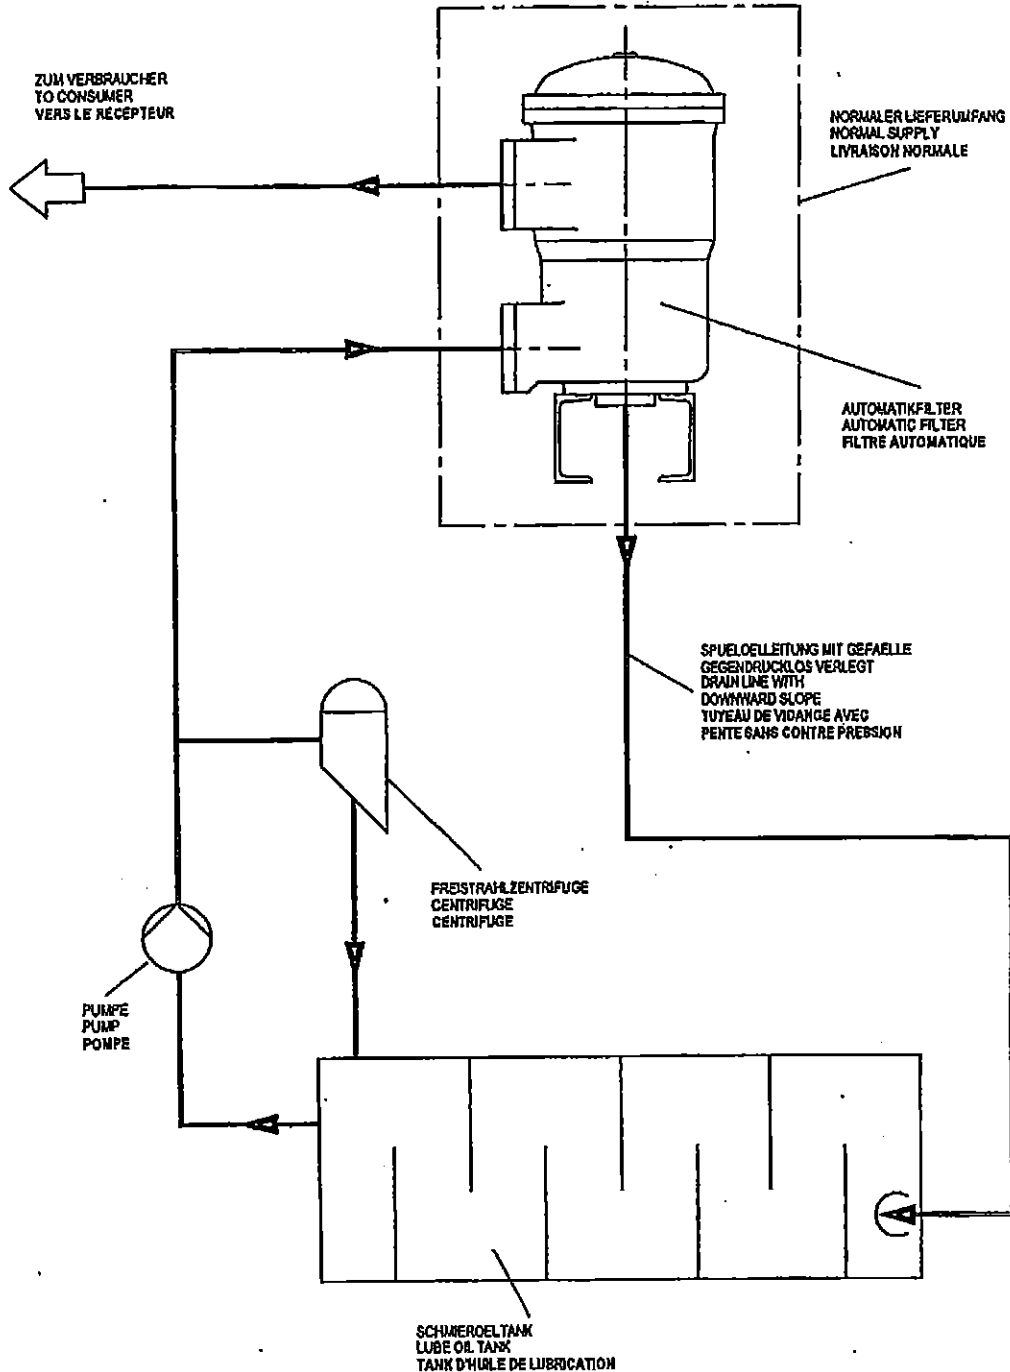 ZUM VERBRAUCHER
TO CONSUMER
VERS LE RÉCEPTEUR
NORMALER LIEFERUMFANG
NORMAL SUPPLY
LIVRAISON NORMALE
AUTOMATIKFILTER
AUTOMATIC FILTER
FILTRE AUTOMATIQUE
SPUELOELLEITUNG MIT GEFAELLE
GEGENDRUCKLOS VERLEGT
DRAIN LINE WITH
DOWNWARD SLOPE
TUYEAU DE VIDANGE AVEC
PENTE SANS CONTRE PRESSION
FREISTRAHLZENTRIFUGE
CENTRIFUGE
CENTRIFUGE
PUMPE
PUMP
POMPE
SCHMIEROELTANK
LUBE OIL TANK
TANK D'HUILE DE LUBRICATION